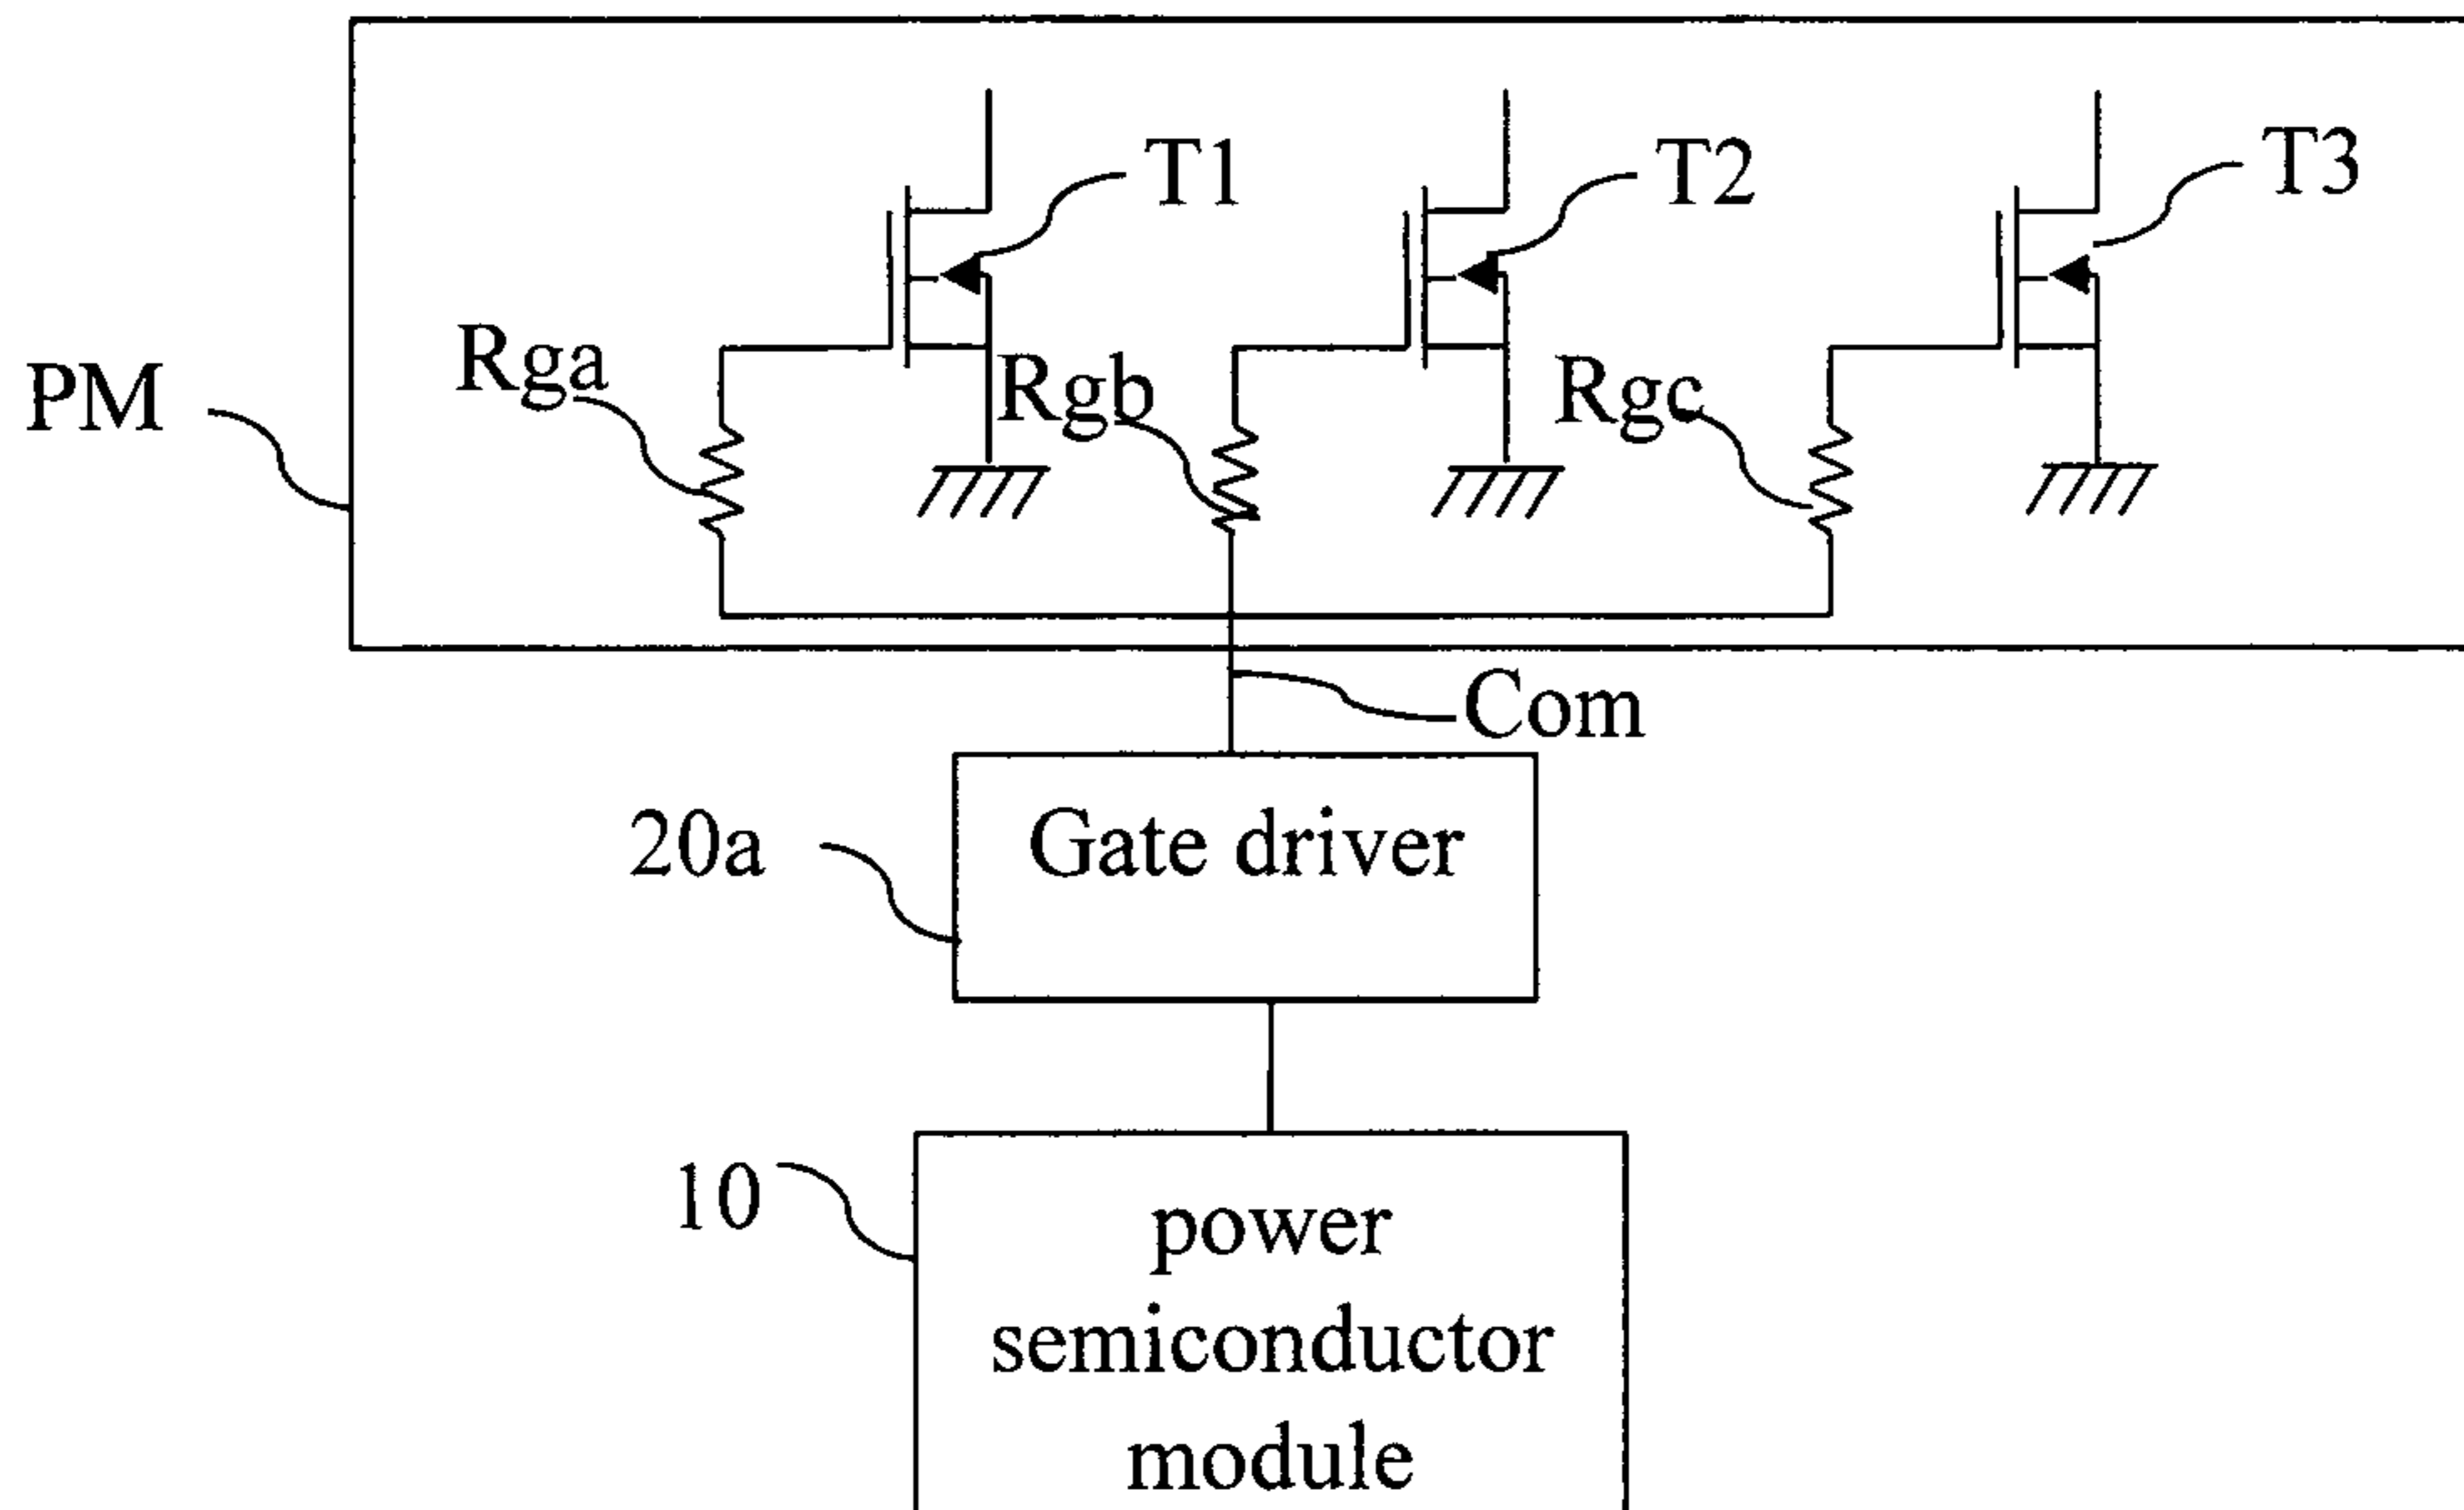 T1
T2
T3
Rga
Rgb
Rgc
PM
Com
20a
Gate driver
10
power
semiconductor
module